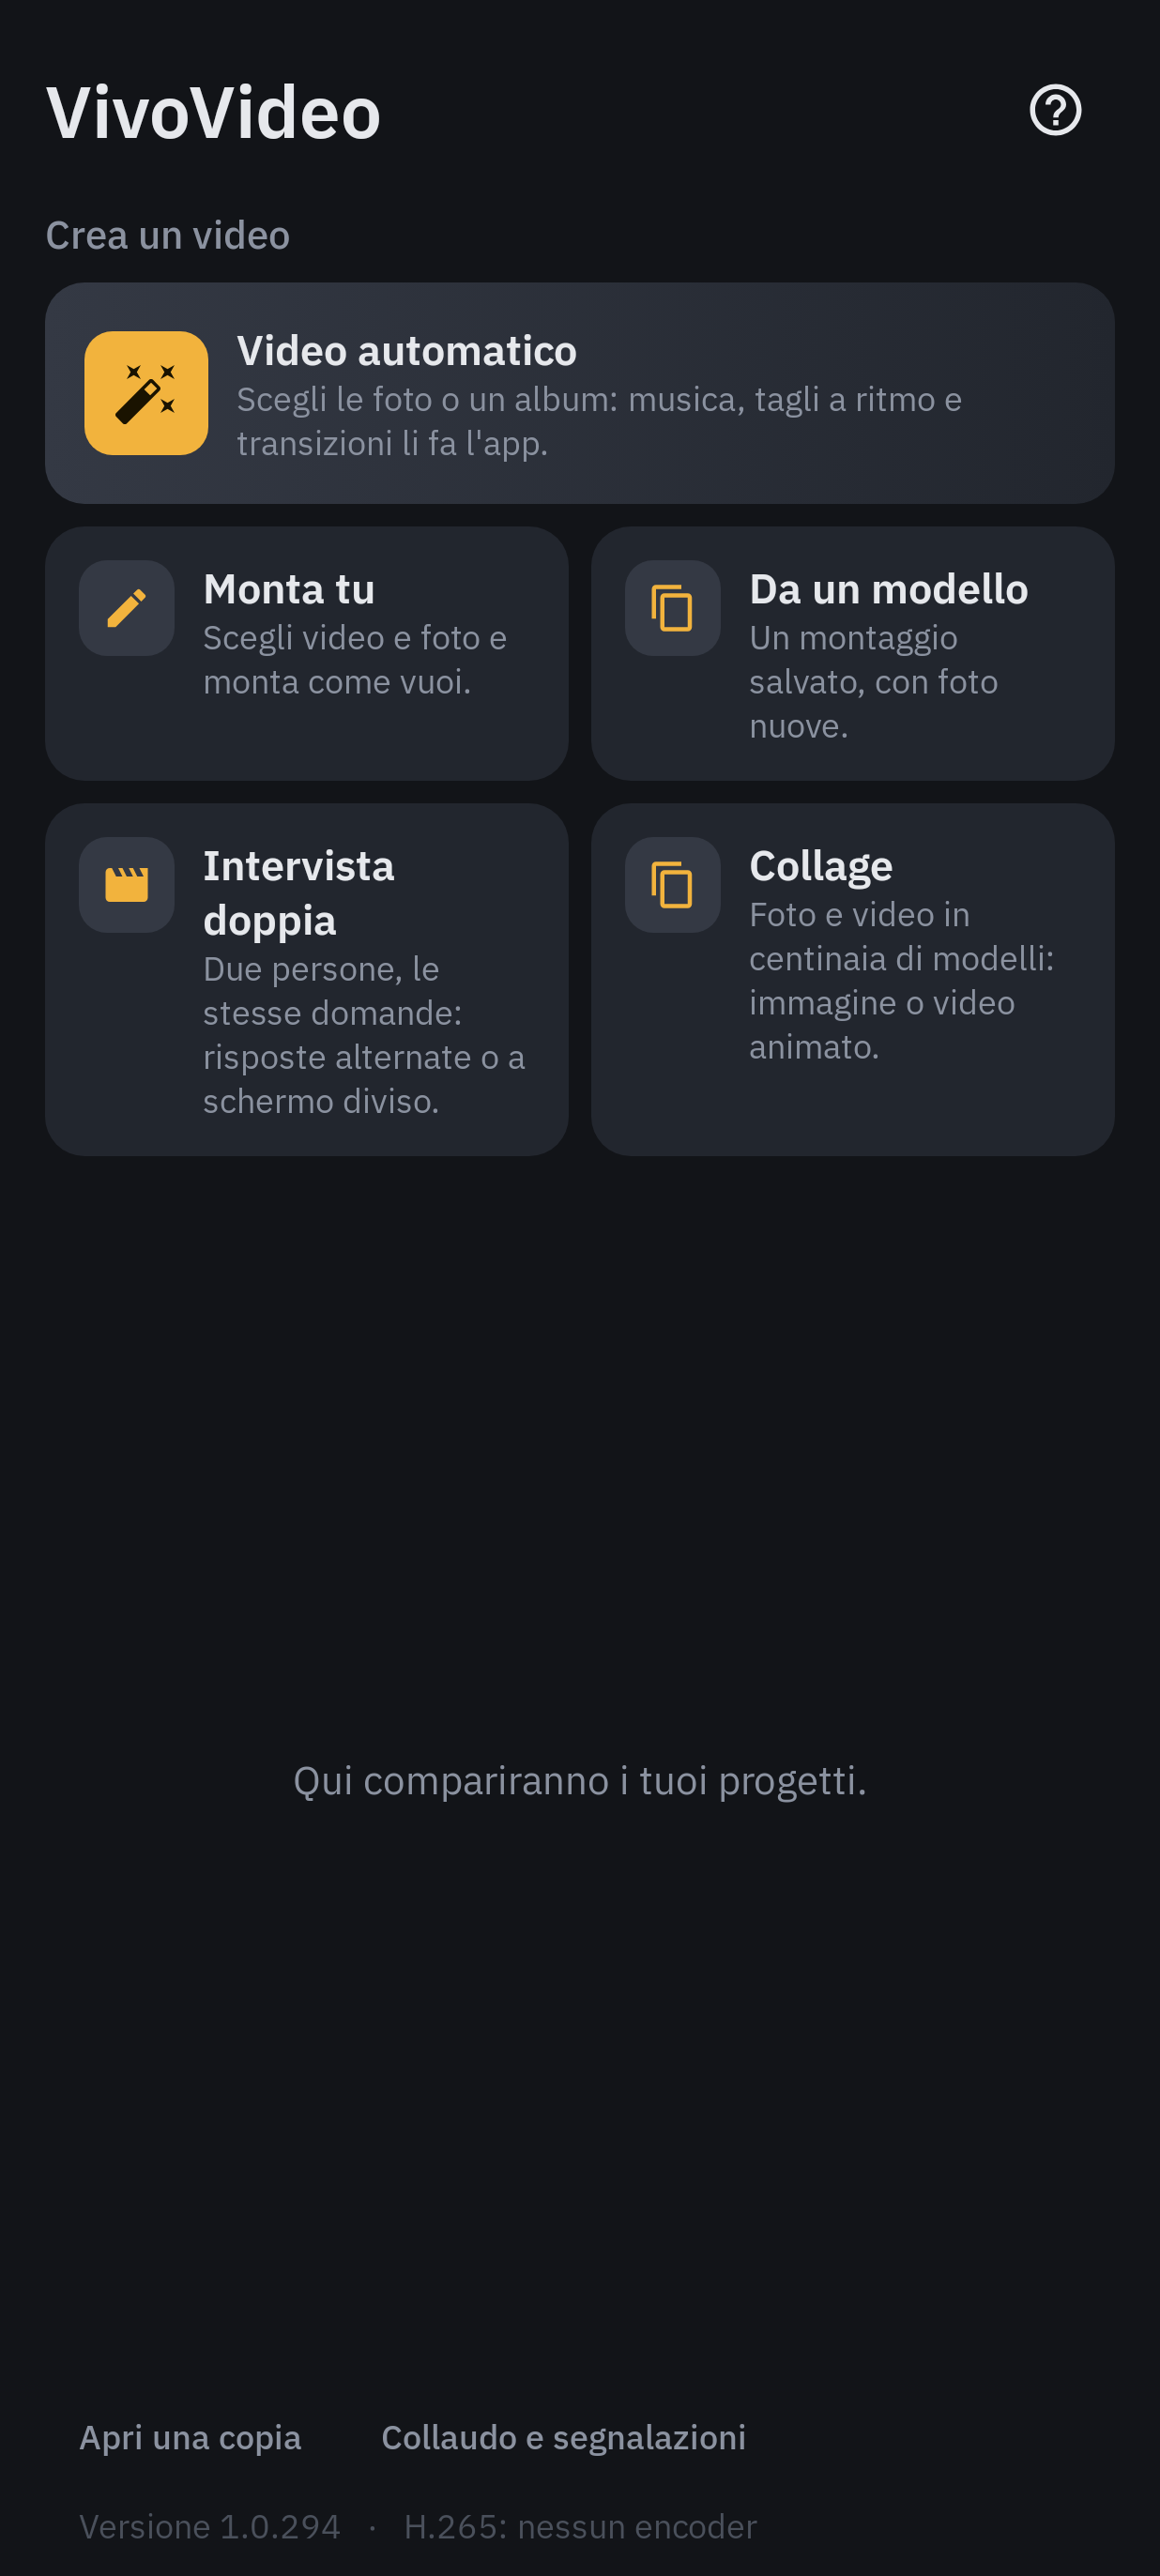 VivoVideo
Crea un video
Video automatico
Scegli le foto o un album: musica, tagli a ritmo e
transizioni li fa l'app.
Monta tu
Scegli video e foto e
monta come vuoi.
Da un modello
Un montaggio
salvato, con foto
nuove.
Intervista
doppia
Due persone, le
stesse domande:
risposte alternate o a
schermo diviso.
Collage
Foto e video in
centinaia di modelli:
immagine o video
animato.
Qui compariranno i tuoi progetti.
Apri una copia
Collaudo e segnalazioni
Versione 1.0.294 · H.265: nessun encoder